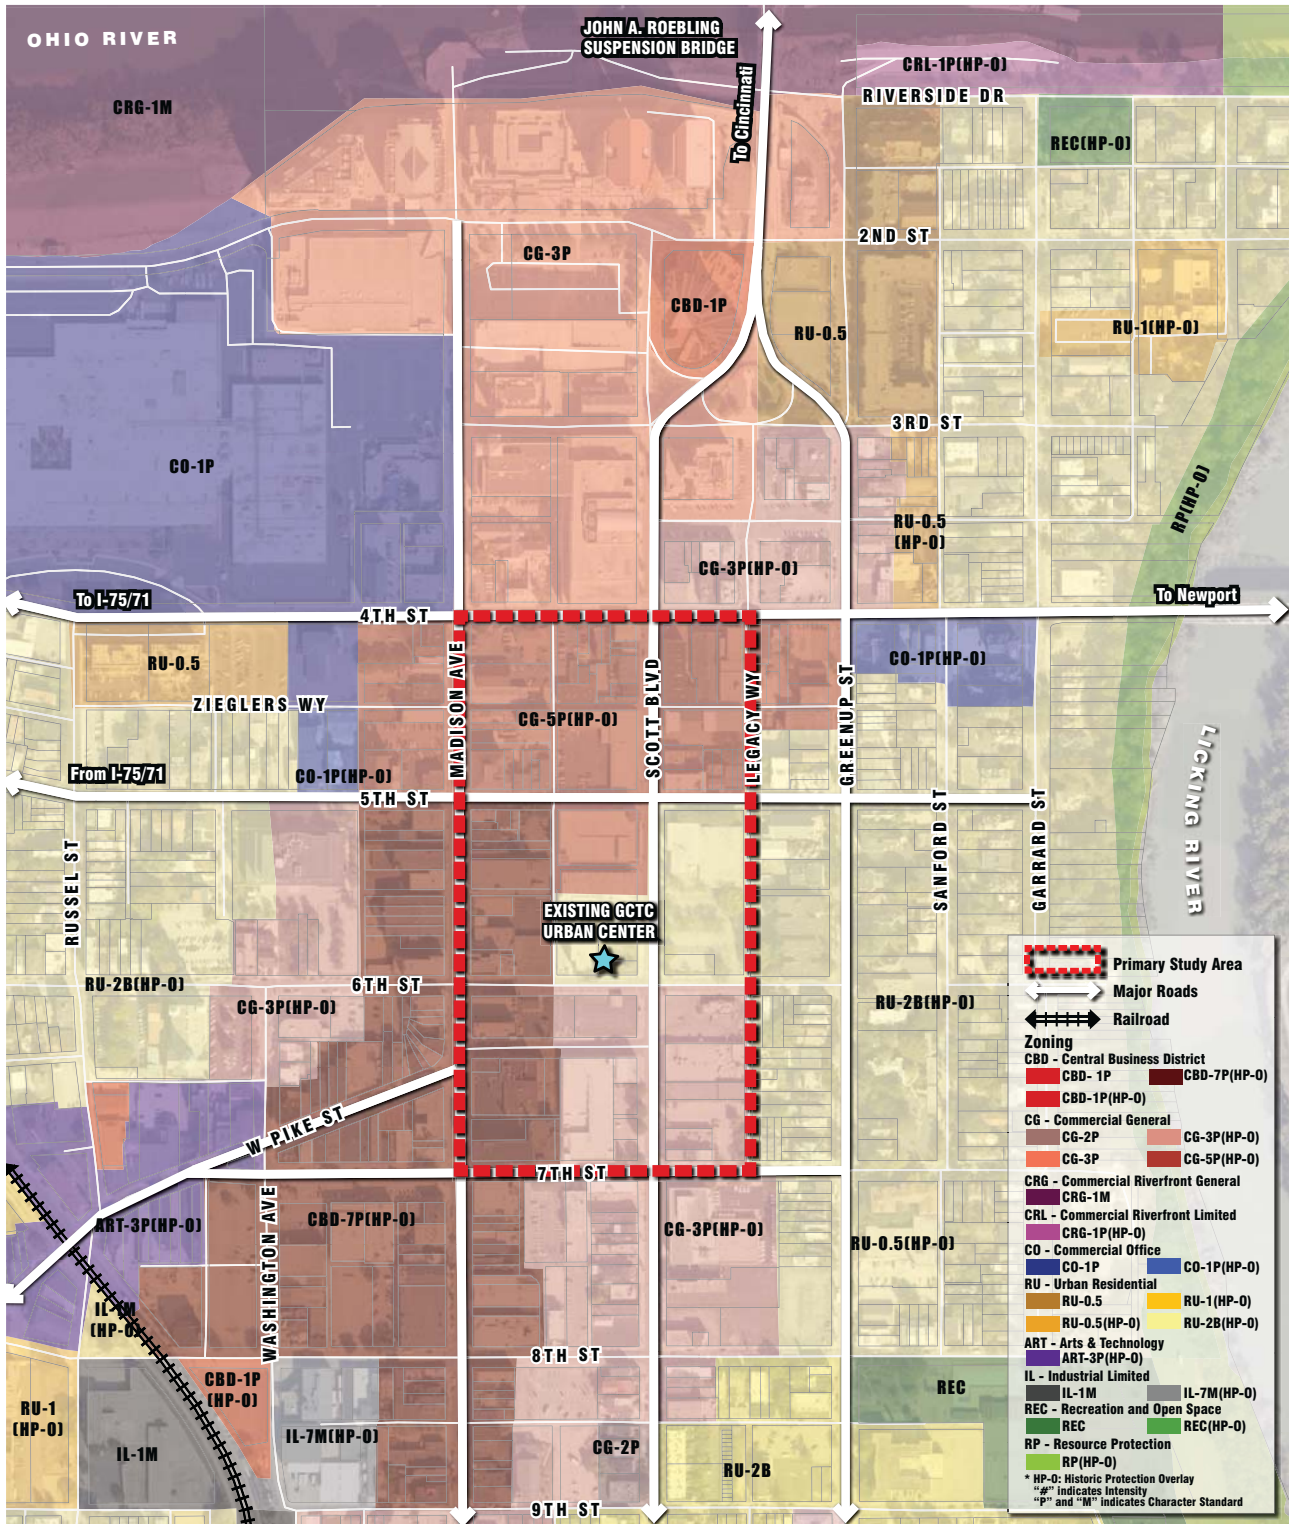 OHIO RIVER
JOHN A. ROEBLING
SUSPENSION BRIDGE
To Cincinnati
CRG-1M
CRL-1P(HP-O)
RIVERSIDE DR
REC(HP-O)
2ND ST
CG-3P
CBD-1P
RU-0.5
RU-1(HP-O)
3RD ST
CO-1P
RP(HP-O)
RU-0.5
(HP-O)
CG-3P(HP-O)
To I-75/71
4TH ST
To Newport
RU-0.5
ZIEGLERS WY
MADISON AVE
CG-5P(HP-O)
SCOTT BLVD
LEGACY WY
GREENUP ST
CO-1P(HP-O)
LICKING RIVER
From I-75/71
CO-1P(HP-O)
5TH ST
RUSSEL ST
SANFORD ST
GARRARD ST
EXISTING GCTC
URBAN CENTER
RU-2B(HP-O)
6TH ST
CG-3P(HP-O)
RU-2B(HP-O)
W PIKE ST
7TH ST
ART-3P(HP-O)
WASHINGTON AVE
CBD-7P(HP-O)
CG-3P(HP-O)
RU-0.5(HP-O)
IL-1M
(HP-O)
8TH ST
CBD-1P
(HP-O)
REC
RU-1
(HP-O)
IL-1M
IL-7M(HP-O)
CG-2P
RU-2B
9TH ST
Primary Study Area
Major Roads
Railroad
Zoning
CBD - Central Business District
CBD- 1P CBD-7P(HP-O)
CBD-1P(HP-O)
CG - Commercial General
CG-2P CG-3P(HP-O)
CG-3P CG-5P(HP-O)
CRG - Commercial Riverfront General
CRG-1M
CRL - Commercial Riverfront Limited
CRG-1P(HP-O)
CO - Commercial Office
CO-1P CO-1P(HP-O)
RU - Urban Residential
RU-0.5 RU-1(HP-O)
RU-0.5(HP-O) RU-2B(HP-O)
ART - Arts & Technology
ART-3P(HP-O)
IL - Industrial Limited
IL-1M IL-7M(HP-O)
REC - Recreation and Open Space
REC REC(HP-O)
RP - Resource Protection
RP(HP-O)
* HP-O: Historic Protection Overlay
"#" indicates Intensity
"P" and "M" indicates Character Standard